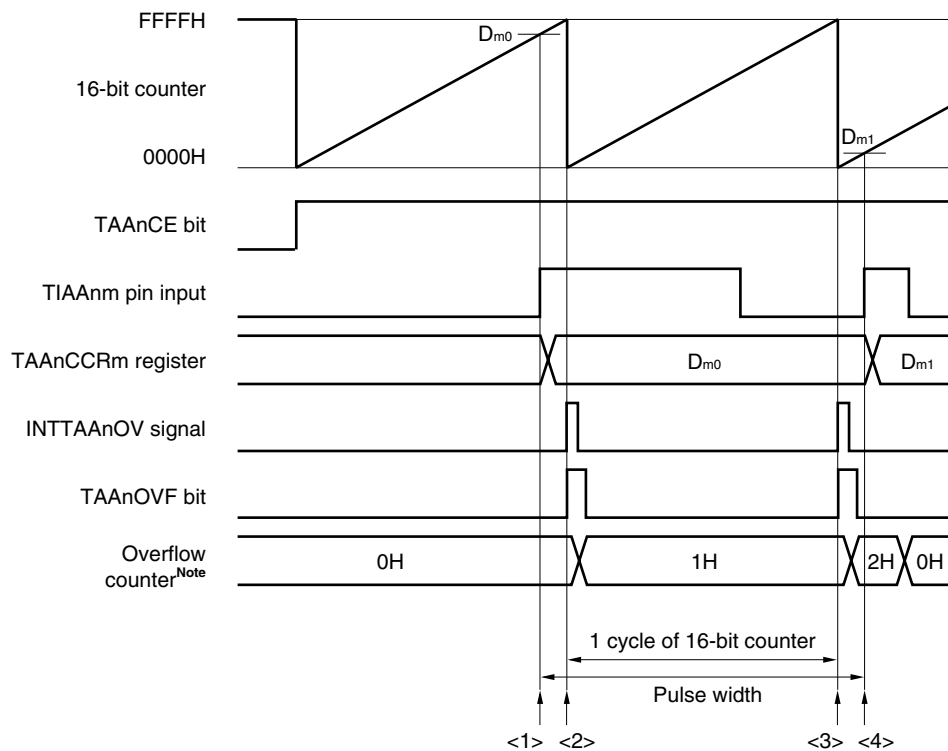 FFFFH
Dm0
16-bit counter
Dm1
0000H
TAAnCE bit
TIAAnm pin input
TAAnCCRm register
Dm0
Dm1
INTTAAnOV signal
TAAnOVF bit
Overflow
counterNote
0H
1H
2H
0H
1 cycle of 16-bit counter
Pulse width
<1> <2> <3> <4>